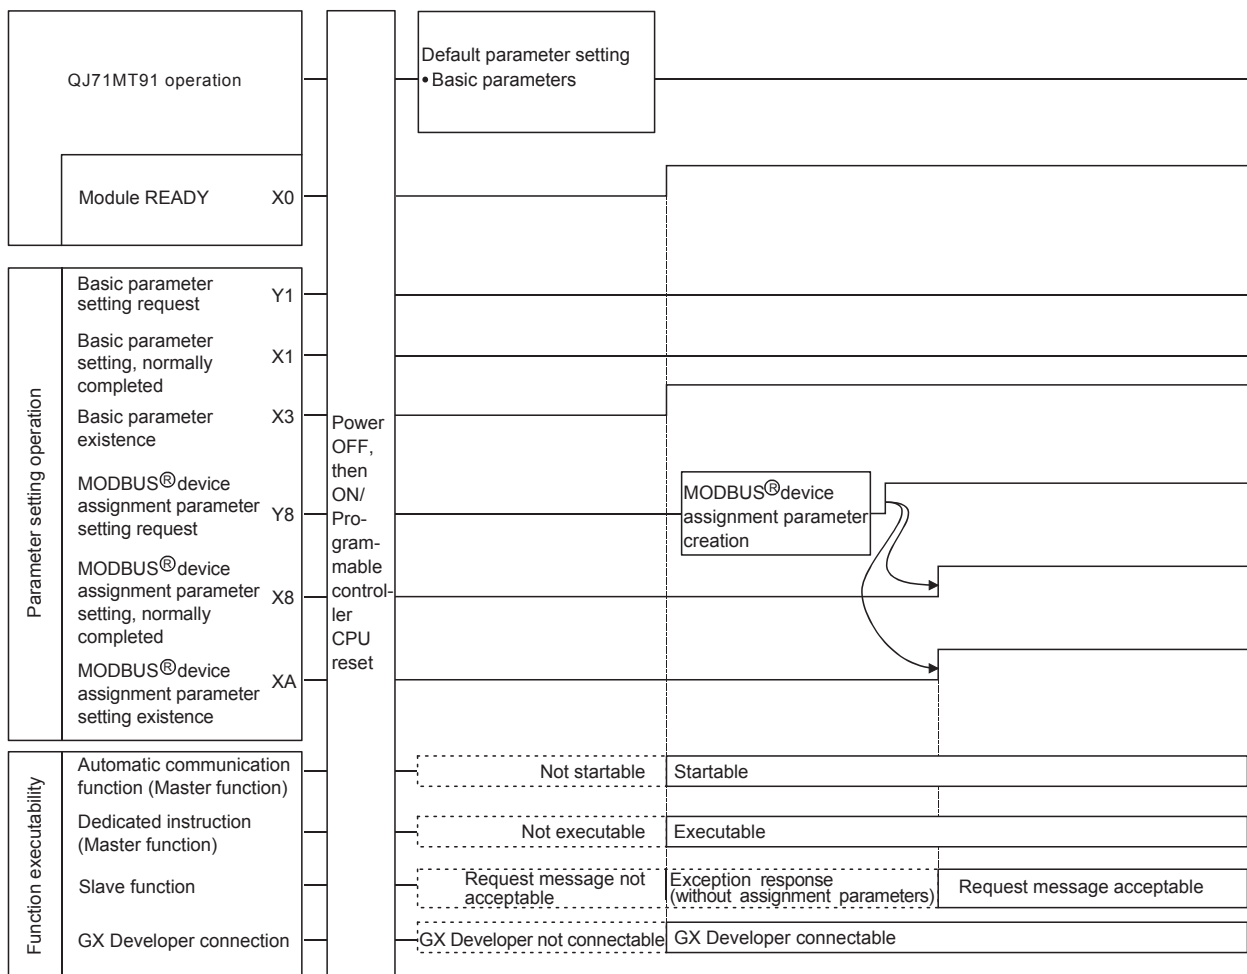 QJ71MT91 operation
Default parameter setting
• Basic parameters
Module READY X0
Parameter setting operation
Basic parameter
setting request Y1
Basic parameter
setting, normally X1
completed
Basic parameter X3
existence
MODBUS®device
assignment parameter
setting request Y8
MODBUS®device
assignment parameter
setting, normally X8
completed
MODBUS®device
assignment parameter XA
setting existence
Power
OFF,
then
ON/
Pro-
gram-
mable
control-
ler
CPU
reset
MODBUS®device
assignment parameter
creation
Function executability
Automatic communication
function (Master function)
Not startable Startable
Dedicated instruction
(Master function)
Not executable Executable
Slave function
Request message not
acceptable
Exception response
(without assignment parameters)
Request message acceptable
GX Developer connection
GX Developer not connectable GX Developer connectable